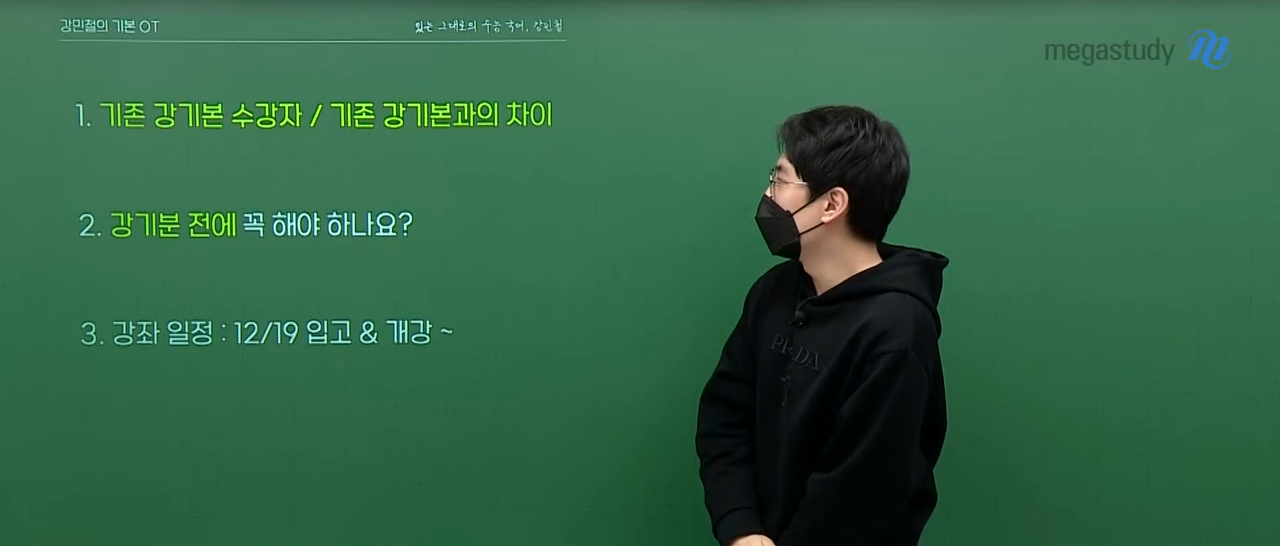 강민철의 기본 OT
있는 그대로의 수능 국어, 강민철
megastudy
1. 기존 강기본 수강자 / 기존 강기본과의 차이
2. 강기분 전에 꼭 해야 하나요?
3. 강좌 일정 : 12/19 입고 & 개강 ~
PRADA